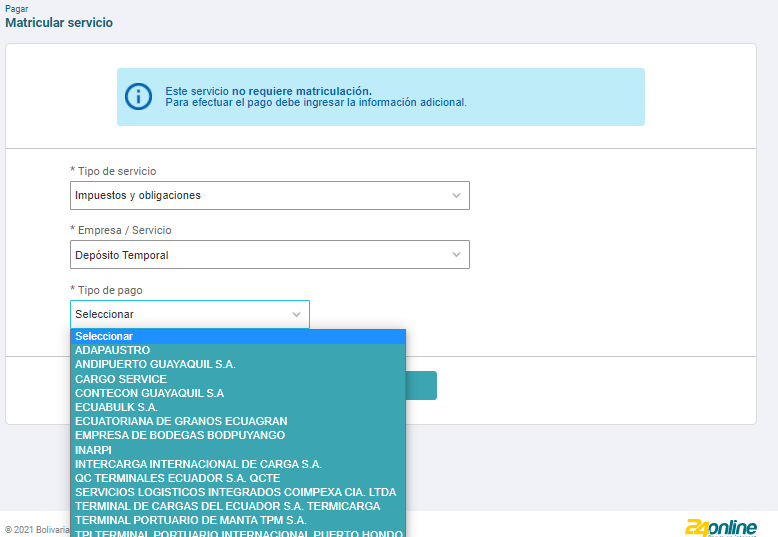 Pagar
Matricular servicio
Este servicio no requiere matriculación.
Para efectuar el pago debe ingresar la información adicional.
* Tipo de servicio
Impuestos y obligaciones
* Empresa / Servicio
Depósito Temporal
* Tipo de pago
Seleccionar
Seleccionar
ADAPAUSTRO
ANDIPUERTO GUAYAQUIL S.A.
CARGO SERVICE
CONTECON GUAYAQUIL S.A
ECUABULK S.A.
ECUATORIANA DE GRANOS ECUAGRAN
EMPRESA DE BODEGAS BODPUYANGO
INARPI
INTERCARGA INTERNACIONAL DE CARGA S.A.
QC TERMINALES ECUADOR S.A. QCTE
SERVICIOS LOGISTICOS INTEGRADOS COIMPEXA CIA. LTDA
TERMINAL DE CARGAS DEL ECUADOR S.A. TERMICARGA
TERMINAL PORTUARIO DE MANTA TPM S.A.
TPI TERMINAL PORTUARIO INTERNACIONAL PUERTO HONDO
© 2021 Bolivaria
24online